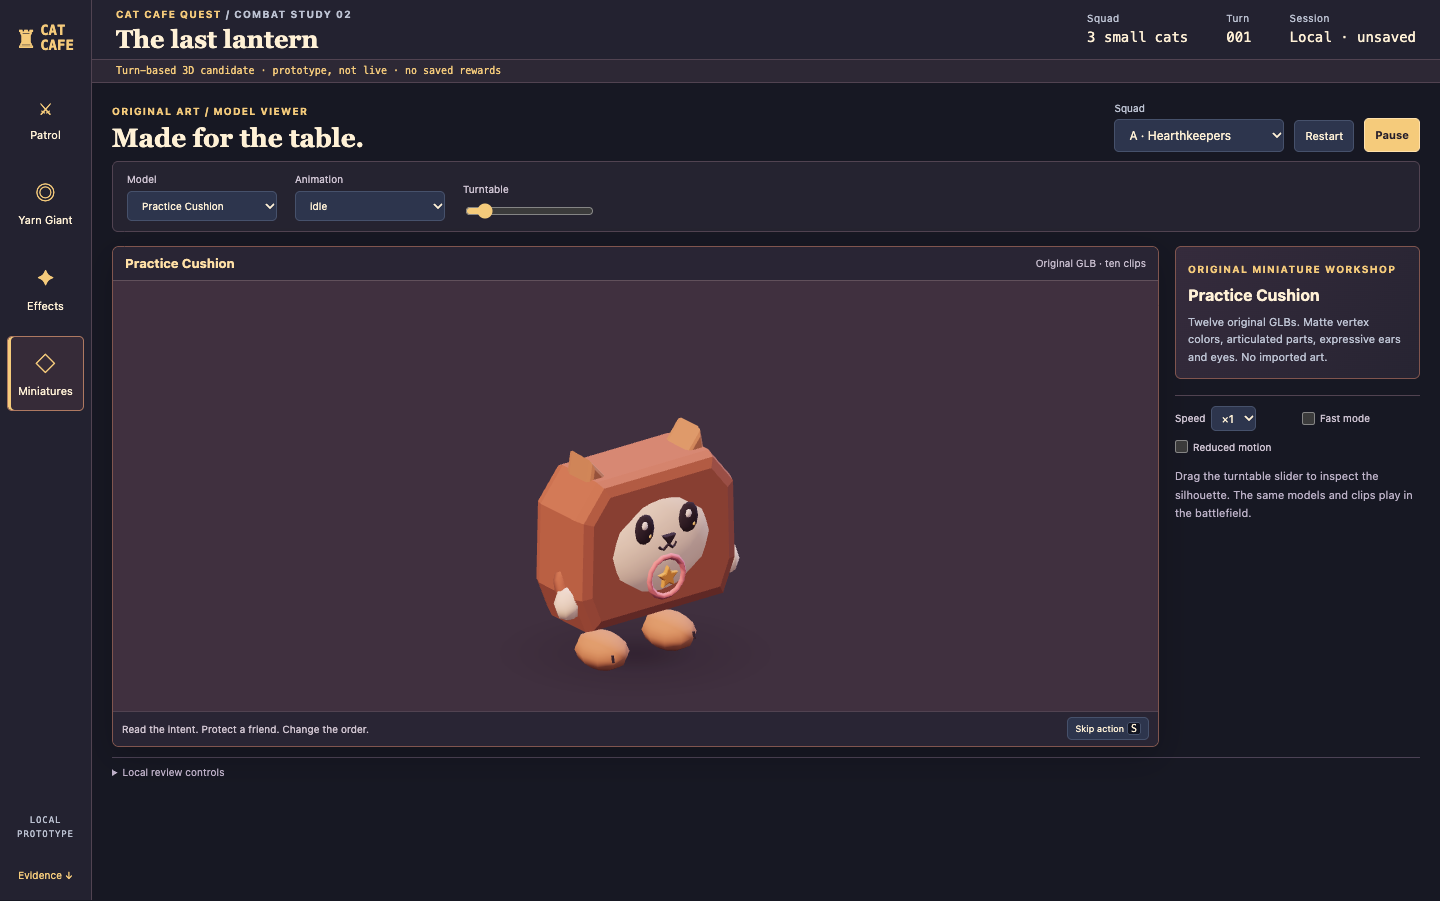 CAT
CAFE
CAT CAFE QUEST / COMBAT STUDY 02
The last lantern
Squad
3 small cats
Turn
001
Session
Local · unsaved
Turn-based 3D candidate · prototype, not live · no saved rewards
Patrol
Yarn Giant
Effects
Miniatures
LOCAL
PROTOTYPE
Evidence ↓
ORIGINAL ART / MODEL VIEWER
Made for the table.
Squad
A · Hearthkeepers
Restart
Pause
Model
Practice Cushion
Animation
idle
Turntable
Practice Cushion
Original GLB · ten clips
Read the intent. Protect a friend. Change the order.
Skip action S
ORIGINAL MINIATURE WORKSHOP
Practice Cushion
Twelve original GLBs. Matte vertex
colors, articulated parts, expressive ears
and eyes. No imported art.
Speed
×1
Fast mode
Reduced motion
Drag the turntable slider to inspect the
silhouette. The same models and clips play in
the battlefield.
Local review controls